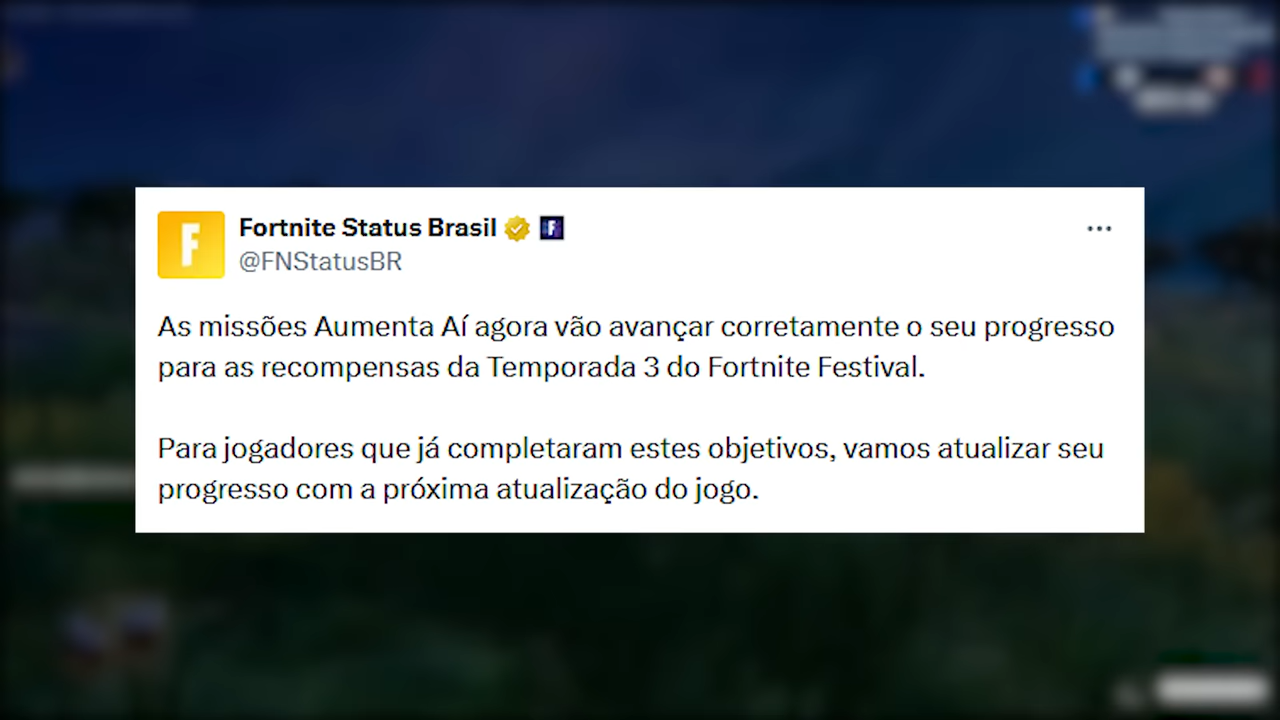 Fortnite Status Brasil
@FNStatusBR
As missões Aumenta Aí agora vão avançar corretamente o seu progresso
para as recompensas da Temporada 3 do Fortnite Festival.
Para jogadores que já completaram estes objetivos, vamos atualizar seu
progresso com a próxima atualização do jogo.